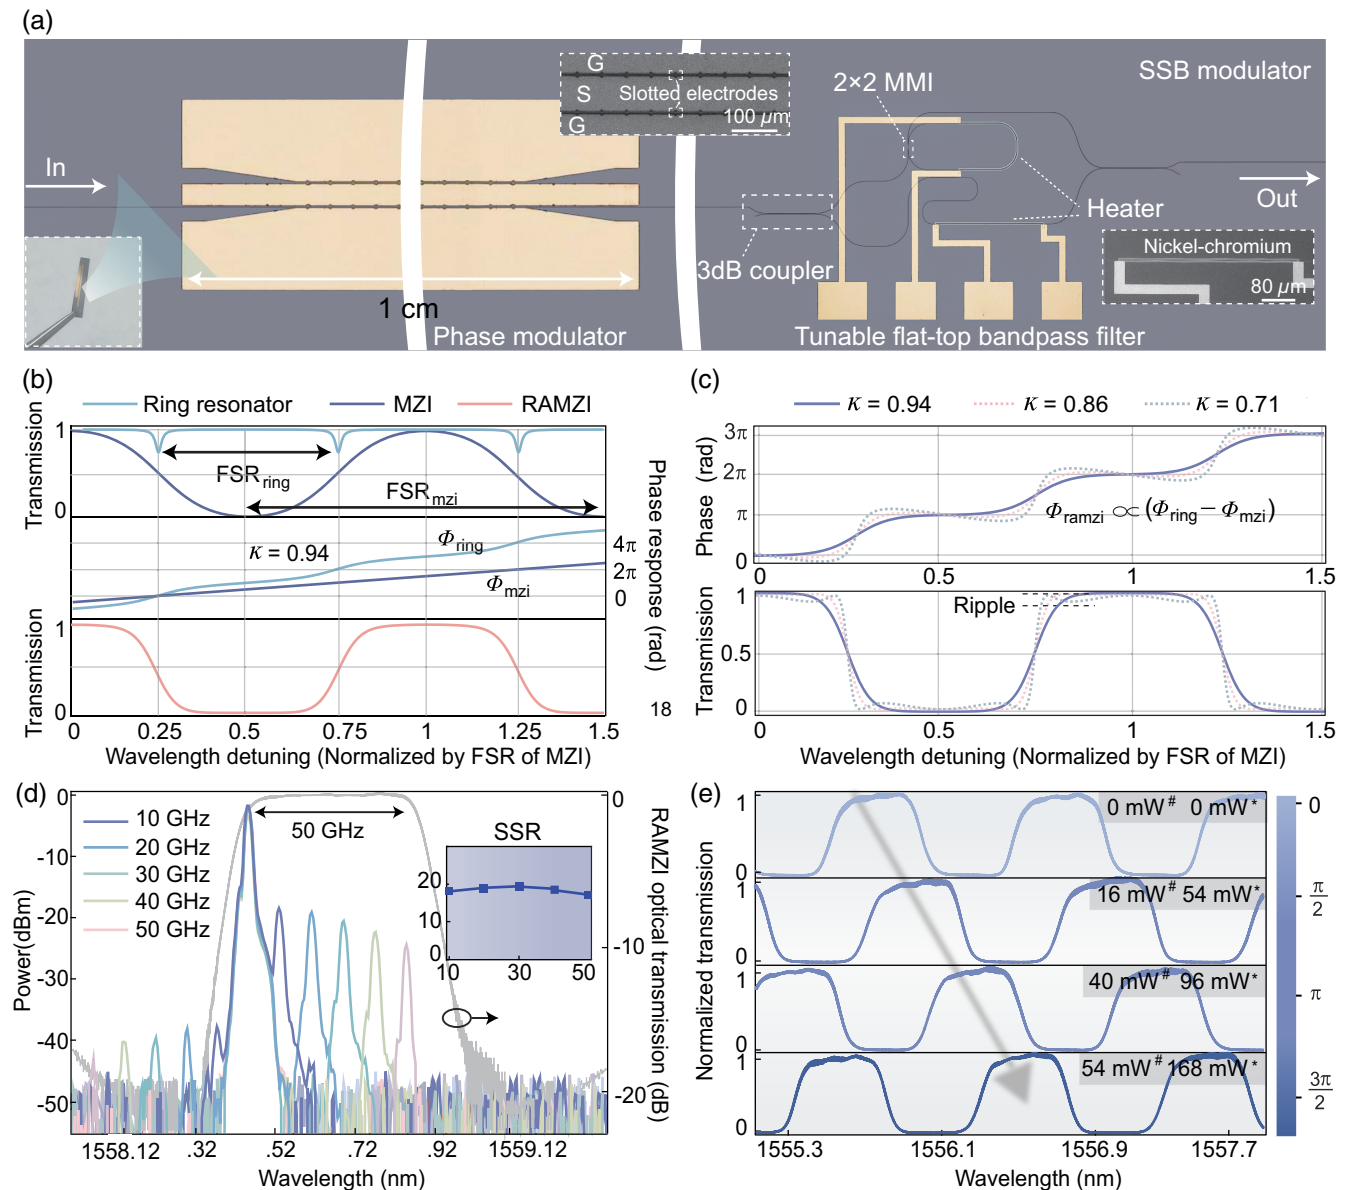 (a)
G
S
Slotted electrodes
G
100 μm
2×2 MMI
SSB modulator
In
Out
Heater
3dB coupler
Nickel-chromium
80 μm
1 cm
Phase modulator
Tunable flat-top bandpass filter
(b)
Ring resonator MZI RAMZI
Transmission
1
0
FSRring
FSRmzi
κ = 0.94
Φring
Φmzi
4π
2π
0
Phase response (rad)
Transmission
1
0
18
0 0.25 0.5 0.75 1 1.25 1.5
Wavelength detuning (Normalized by FSR of MZI)
(c)
κ = 0.94 κ = 0.86 κ = 0.71
Phase (rad)
3π
2π
π
0
Φramzi ∝ (Φring − Φmzi)
0 0.5 1 1.5
Transmission
1
0.5
0
Ripple
0 0.5 1 1.5
Wavelength detuning (Normalized by FSR of MZI)
(d)
Power(dBm)
0
-10
-20
-30
-40
-50
10 GHz
20 GHz
30 GHz
40 GHz
50 GHz
50 GHz
SSR
20
10
0
10 30 50
0
-10
-20
RAMZI optical transmission (dB)
1558.12 .32 .52 .72 .92 1559.12
Wavelength (nm)
(e)
Normalized transmission
1
0
0 mW# 0 mW*
1
0
16 mW# 54 mW*
1
0
40 mW# 96 mW*
1
0
54 mW# 168 mW*
0
π/2
π
3π/2
1555.3 1556.1 1556.9 1557.7
Wavelength (nm)